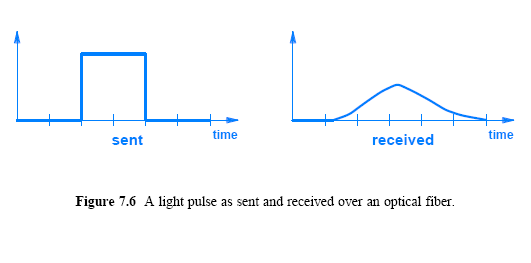 time
sent
time
received
Figure 7.6 A light pulse as sent and received over an optical fiber.